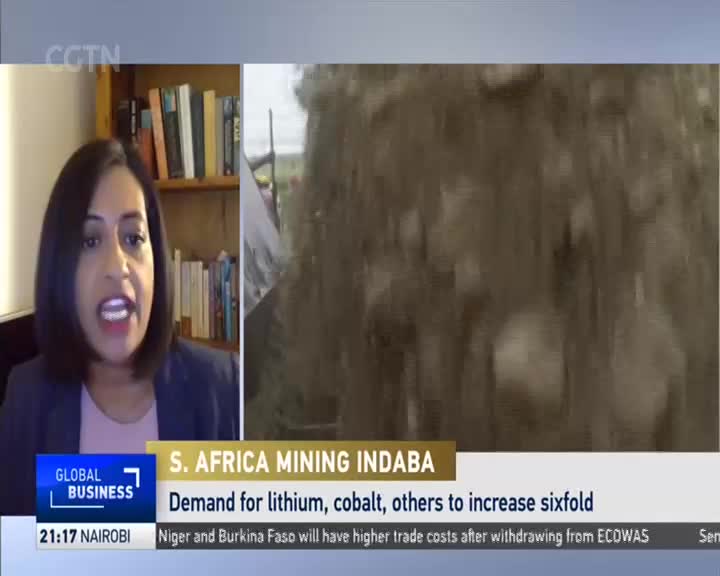 CGTN
S. AFRICA MINING INDABA
GLOBAL
BUSINESS
Demand for lithium, cobalt, others to increase sixfold
21:17 NAIROBI
Niger and Burkina Faso will have higher trade costs after withdrawing from ECOWAS